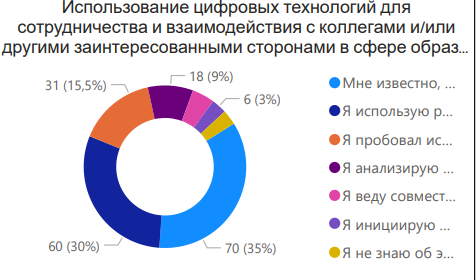 Использование цифровых технологий для
сотрудничества и взаимодействия с коллегами и/или
другими заинтересованными сторонами в сфере образ...
18 (9%)
31 (15,5%)
6 (3%)
60 (30%)
70 (35%)
Мне известно, ...
Я использую р...
Я пробовал ис...
Я анализирую ...
Я веду совмест...
Я инициирую ...
Я не знаю об э...